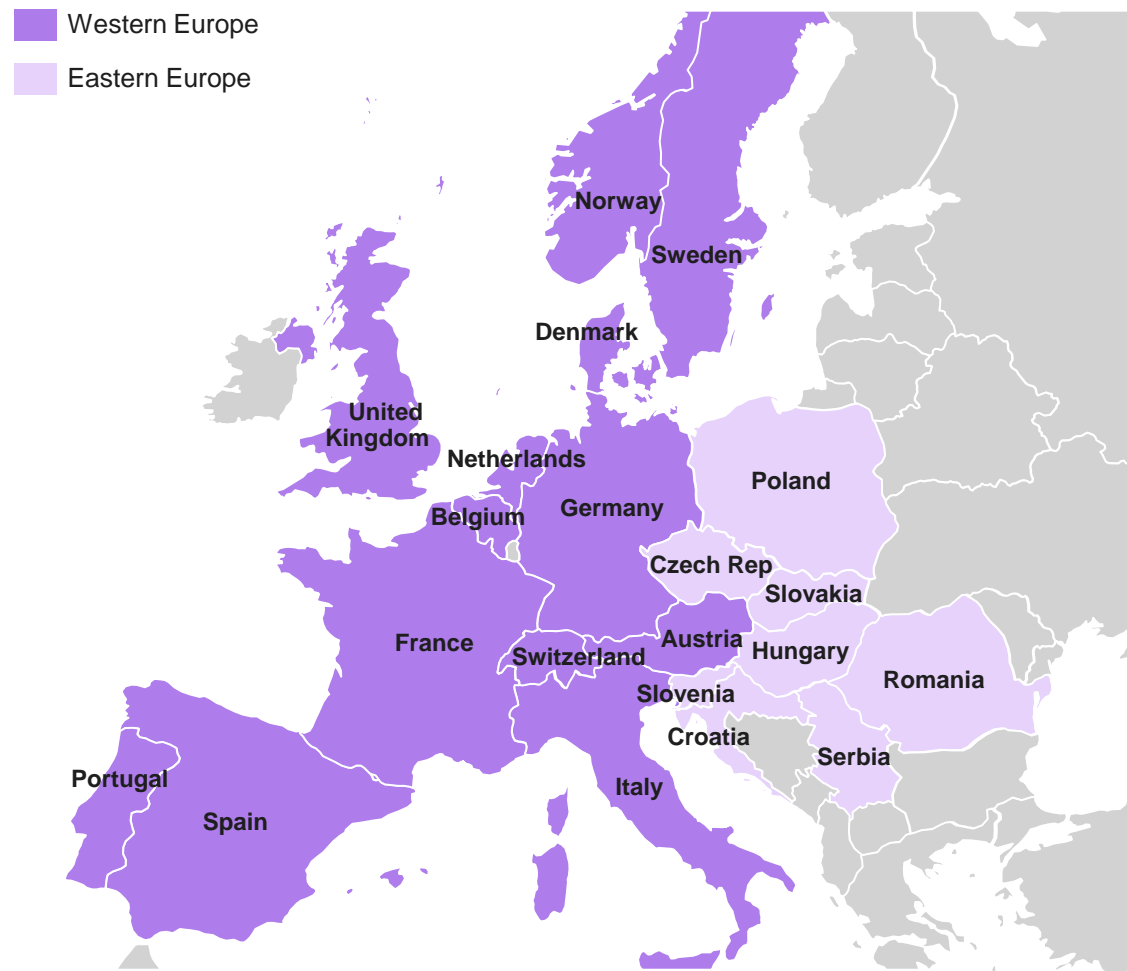 Western Europe
Eastern Europe
Norway
Sweden
Denmark
United
Kingdom
Netherlands
Poland
Germany
Belgium
Czech Rep
Slovakia
Austria
France
Hungary
Switzerland
Romania
Slovenia
Croatia
Serbia
Portugal
Italy
Spain